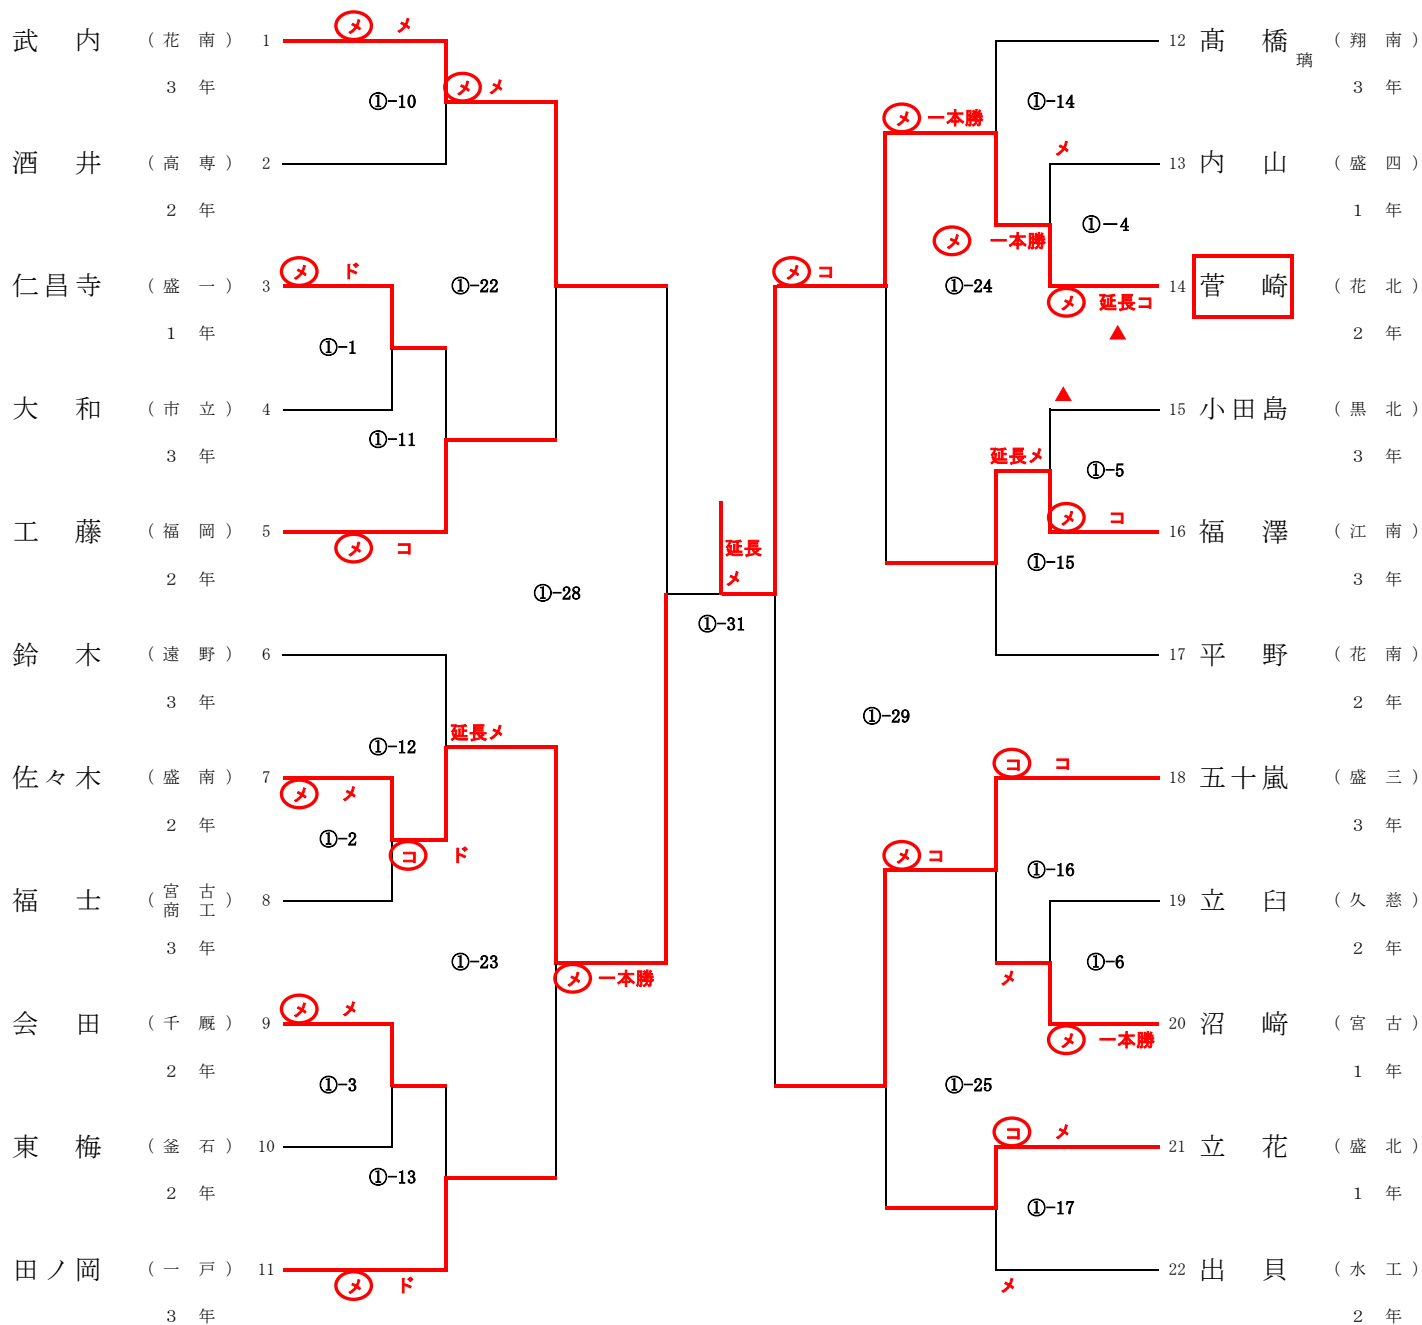 武内 (花南) 1
3年
酒井 (高専) 2
2年
仁昌寺 (盛一) 3
1年
大和 (市立) 4
3年
工藤 (福岡) 5
2年
鈴木 (遠野) 6
3年
佐々木 (盛南) 7
2年
福士 (宮古商工) 8
3年
会田 (千厩) 9
2年
東梅 (釜石) 10
2年
田ノ岡 (一戸) 11
3年
メ メ
①-10
メ メ
メ ド
①-22
①-1
①-11
メ コ
①-28
①-12
延長メ
メ メ
①-2
コ ド
①-23
メ 一本勝
メ メ
①-3
①-13
メ ド
延長
メ
①-31
メ コ
メ 一本勝
①-14
メ
①-4
メ 一本勝
①-24
メ 延長コ
▲
▲
延長メ
①-5
メ コ
①-15
①-29
コ コ
メ コ
①-16
①-6
メ
メ 一本勝
①-25
コ メ
①-17
メ
12 髙橋璃 (翔南)
3年
13 内山 (盛四)
1年
14 菅崎 (花北)
2年
15 小田島 (黒北)
3年
16 福澤 (江南)
3年
17 平野 (花南)
2年
18 五十嵐 (盛三)
3年
19 立臼 (久慈)
2年
20 沼﨑 (宮古)
1年
21 立花 (盛北)
1年
22 出貝 (水工)
2年